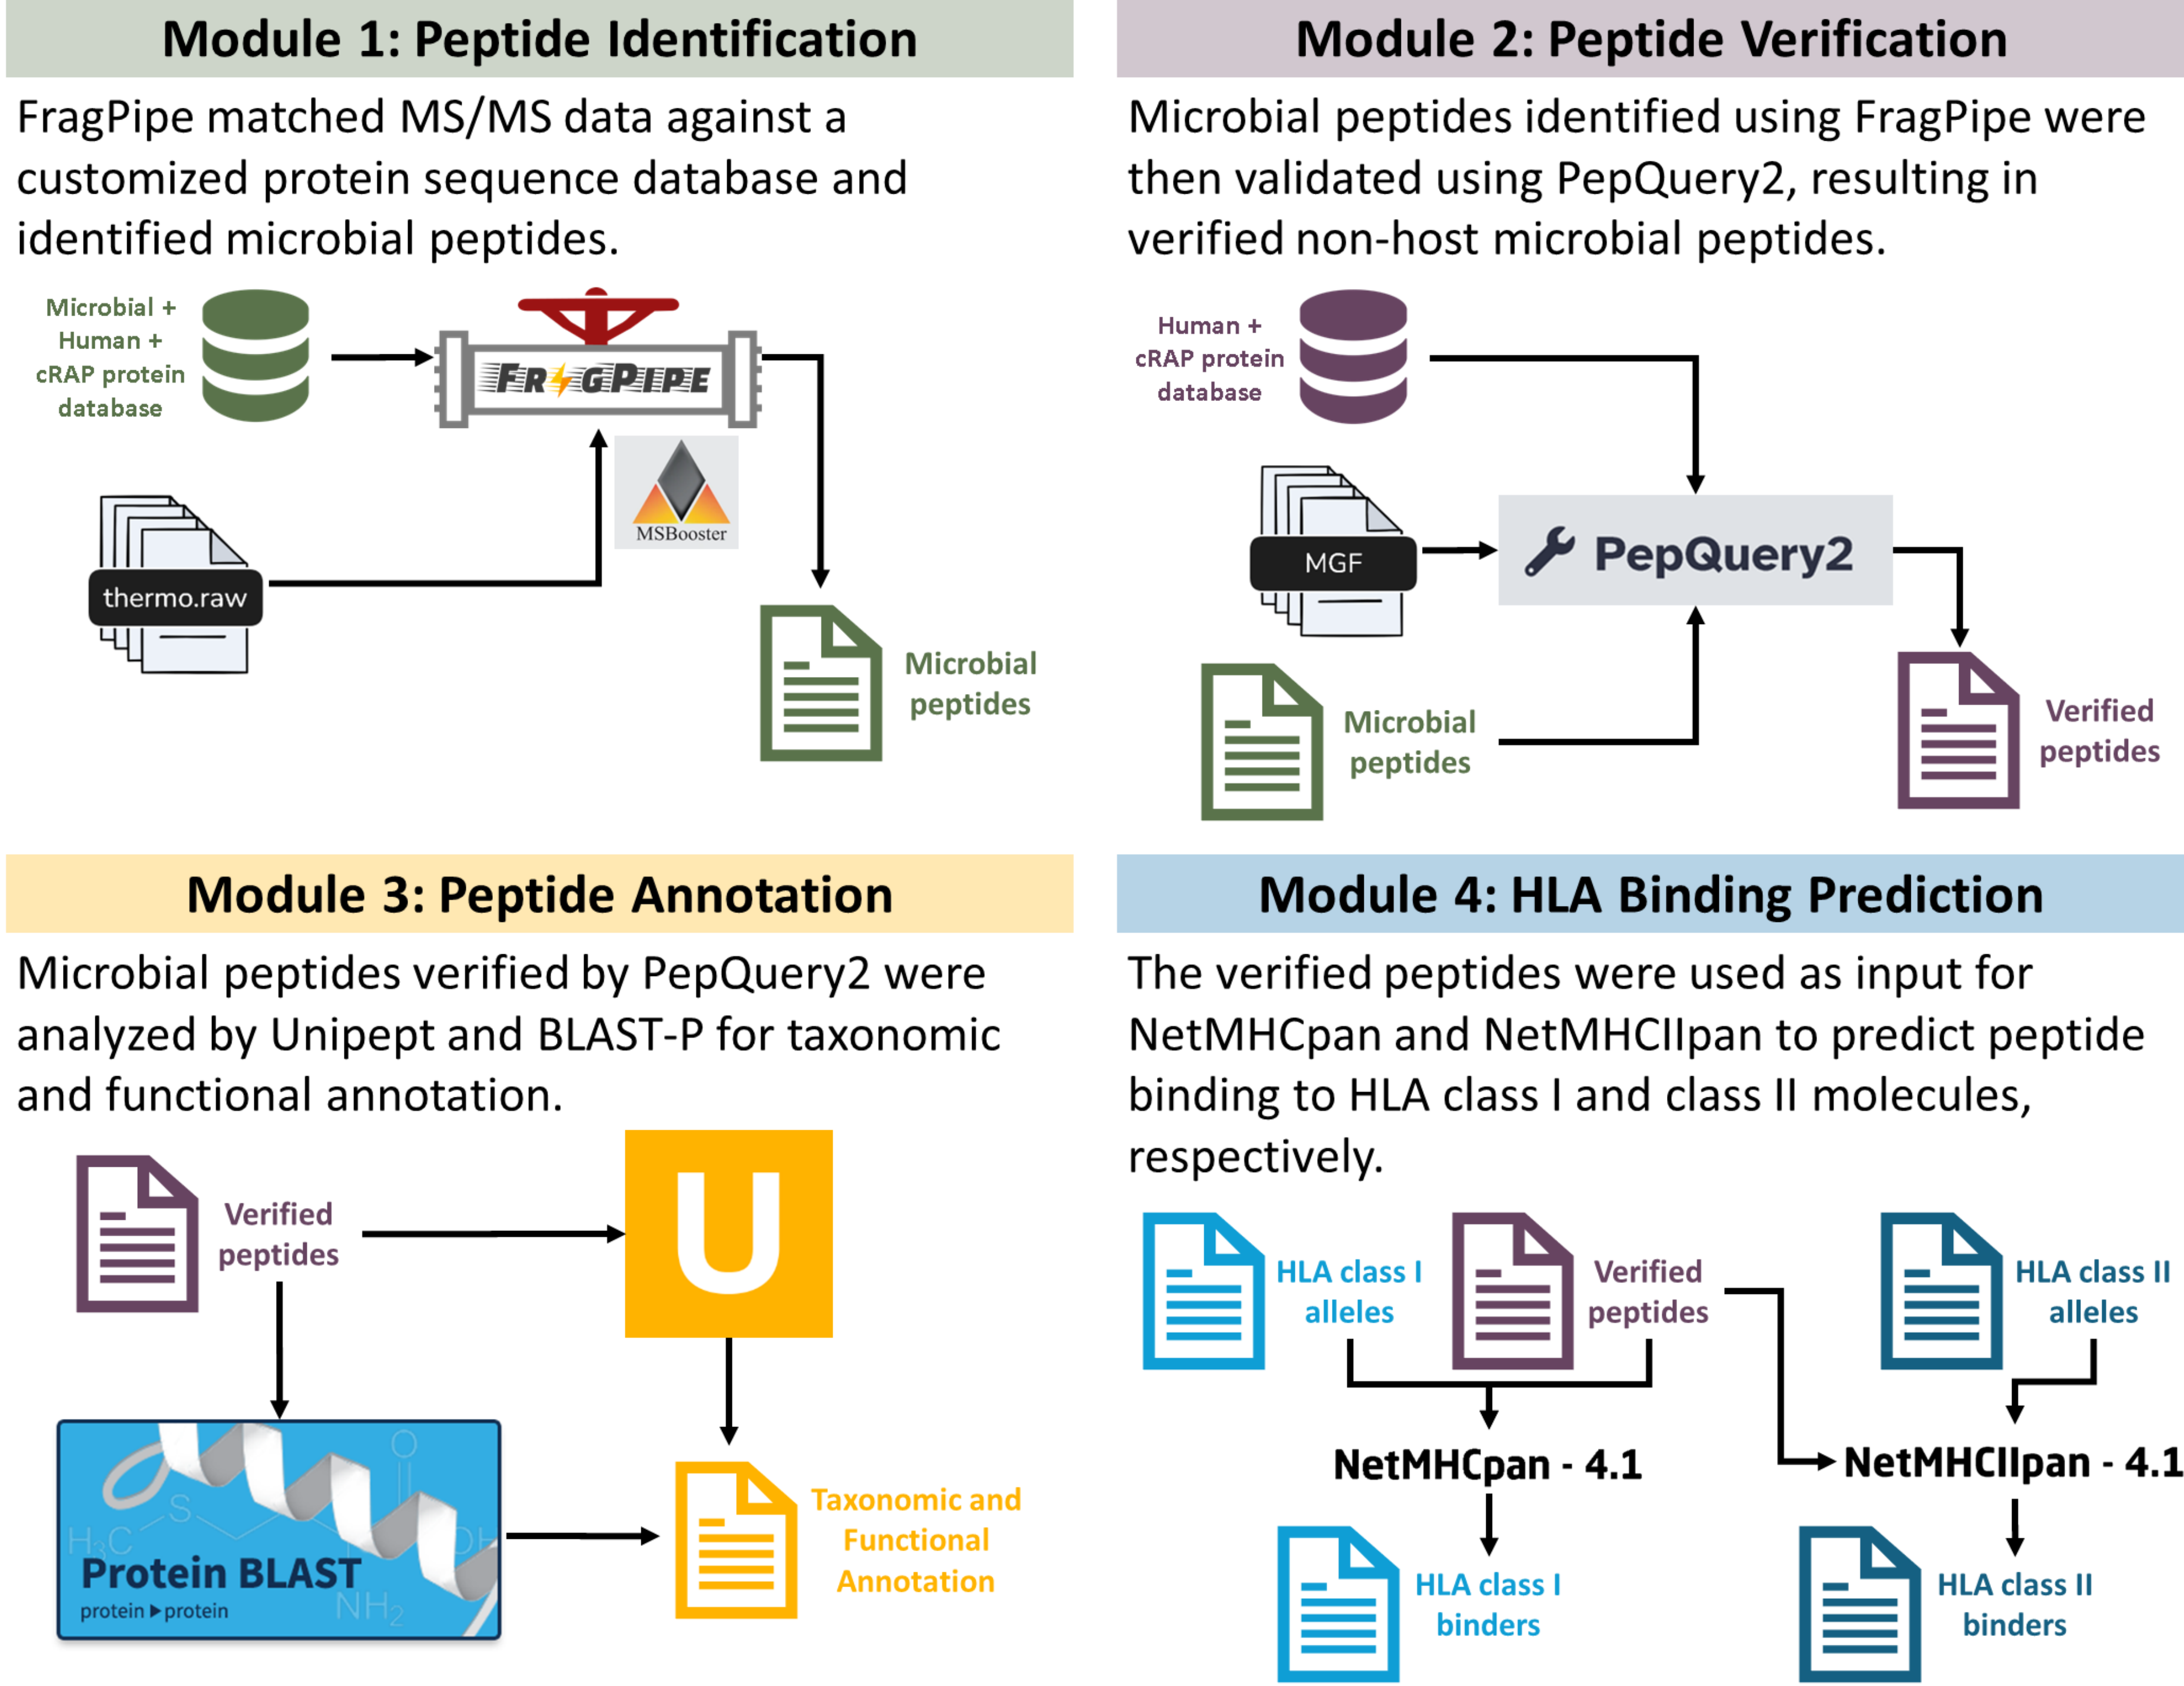 Module 1: Peptide Identification
FragPipe matched MS/MS data against a
customized protein sequence database and
identified microbial peptides.
Microbial +
Human +
cRAP protein
database
FRAGPIPE
MSBooster
thermo.raw
Microbial
peptides
Module 2: Peptide Verification
Microbial peptides identified using FragPipe were
then validated using PepQuery2, resulting in
verified non-host microbial peptides.
Human +
cRAP protein
database
MGF
PepQuery2
Microbial
peptides
Verified
peptides
Module 3: Peptide Annotation
Microbial peptides verified by PepQuery2 were
analyzed by Unipept and BLAST-P for taxonomic
and functional annotation.
Verified
peptides
U
O
S
H₃C
OH
Protein BLAST
protein ▶ protein
NH₂
Taxonomic and
Functional
Annotation
Module 4: HLA Binding Prediction
The verified peptides were used as input for
NetMHCpan and NetMHCIIpan to predict peptide
binding to HLA class I and class II molecules,
respectively.
HLA class I
alleles
Verified
peptides
HLA class II
alleles
NetMHCpan - 4.1
NetMHCIIpan - 4.1
HLA class I
binders
HLA class II
binders